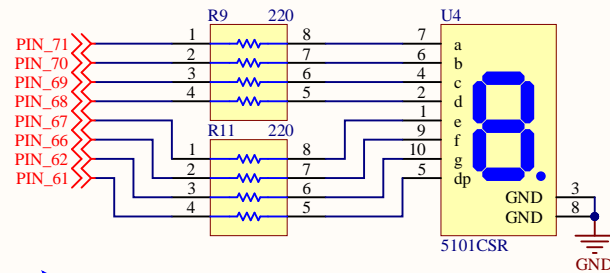 R9 220 U4
PIN_71 1 8 7 a
PIN_70 2 7 6 b
PIN_69 3 6 4 c
PIN_68 4 5 2 d
PIN_67 1 e
PIN_66 R11 220 9 f
PIN_62 1 8 10 g
PIN_61 2 7 5 dp
3 6 GND 3
4 5 GND 8
5101CSR
GND